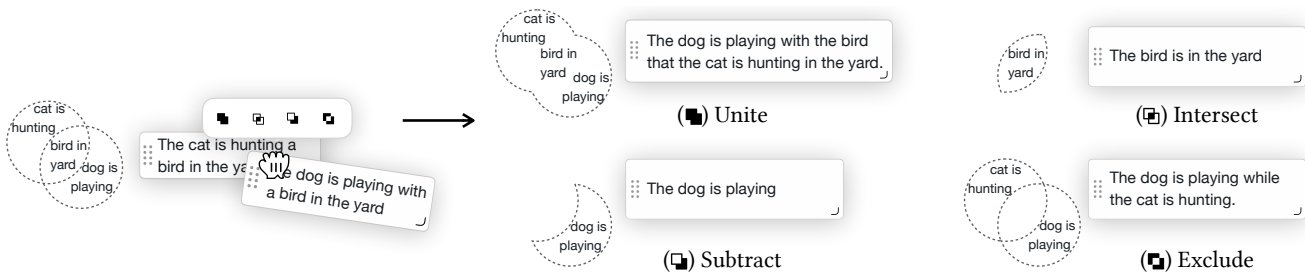 cat is
hunting
bird in
yard
dog is
playing
The cat is hunting a
bird in the
dog is playing with
a bird in the yard
cat is
hunting
bird in
yard
dog is
playing
The dog is playing with the bird
that the cat is hunting in the yard.
() Unite
bird in
yard
The bird is in the yard
() Intersect
dog is
playing
The dog is playing
() Subtract
cat is
hunting
dog is
playing
The dog is playing while
the cat is hunting.
() Exclude